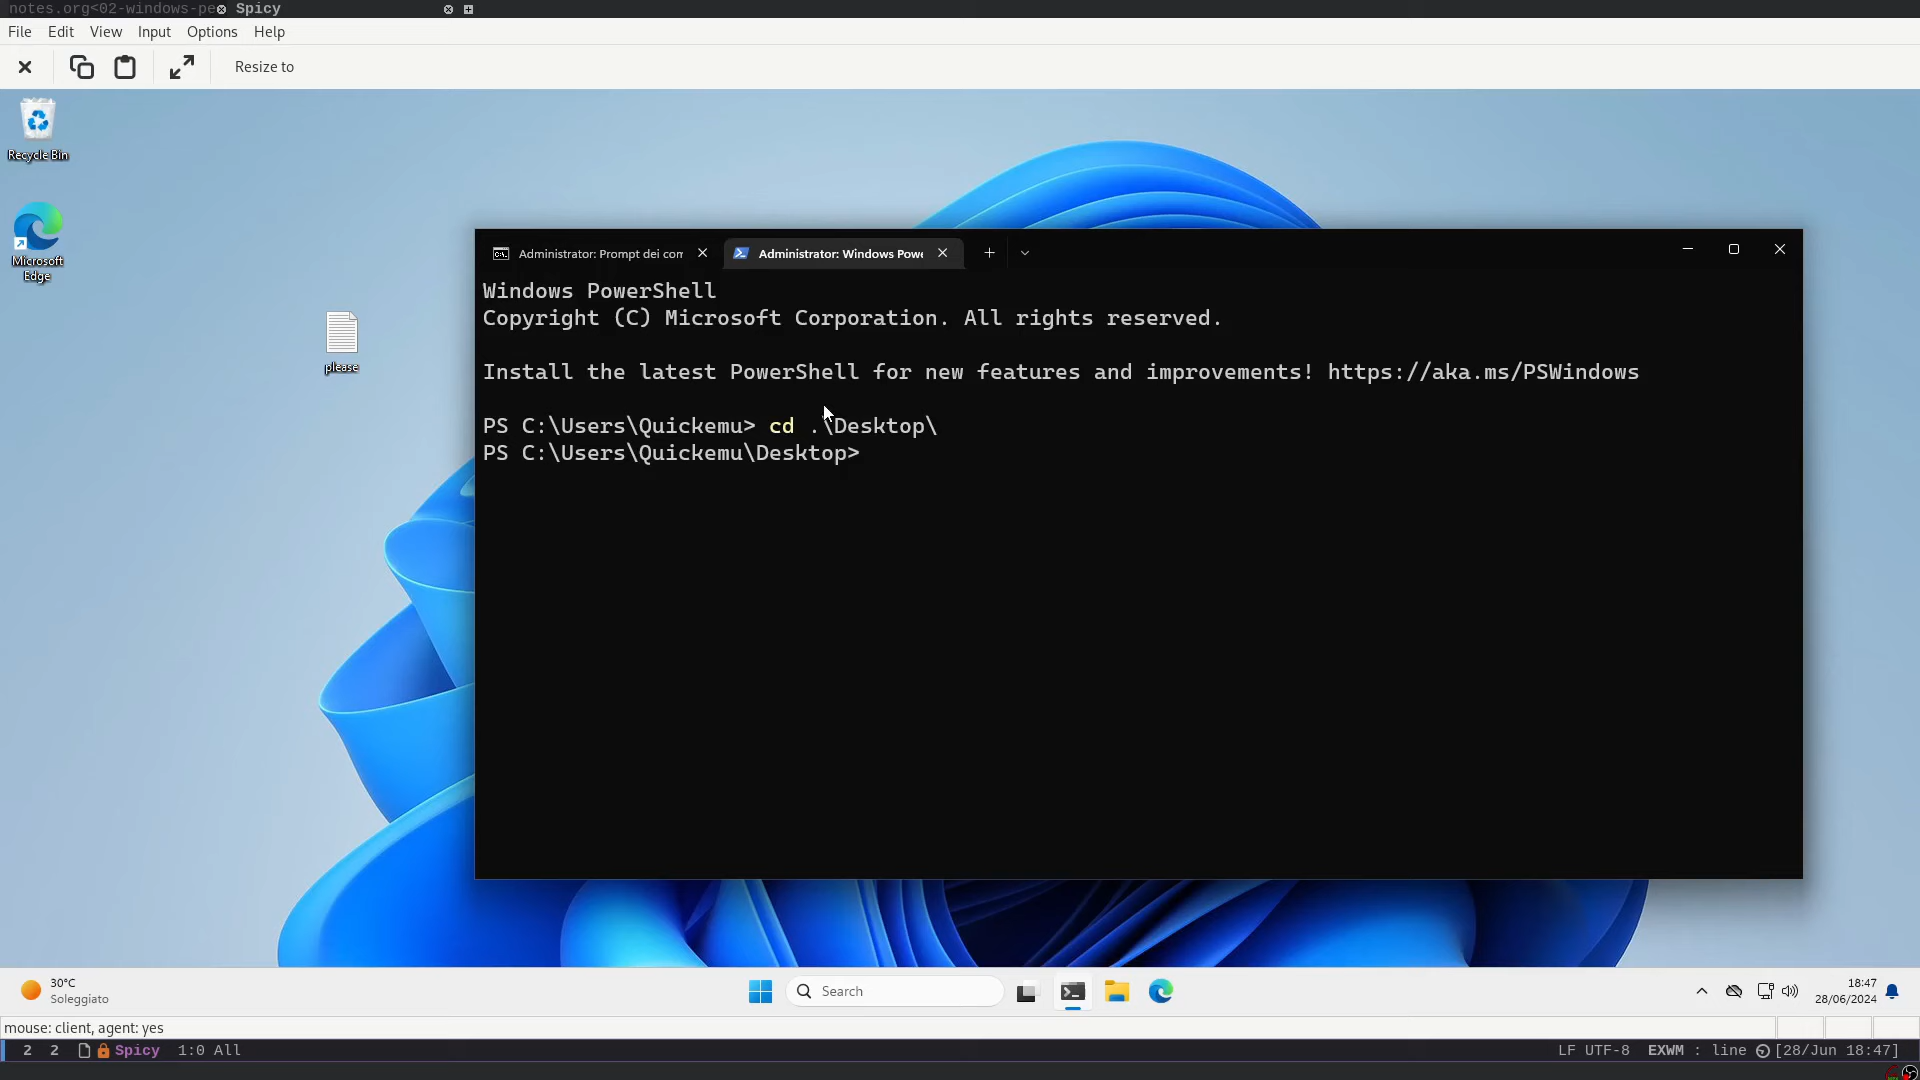 notes.org<02-windows-pe Spicy
File Edit View Input Options Help
Resize to
Recycle Bin
Microsoft
Edge
please
Administrator: Prompt dei com Administrator: Windows Powe
Windows PowerShell
Copyright (C) Microsoft Corporation. All rights reserved.
Install the latest PowerShell for new features and improvements! https://aka.ms/PSWindows
PS C:\Users\Quickemu> cd .\Desktop\
PS C:\Users\Quickemu\Desktop>
30°C
Soleggiato
Search
18:47
28/06/2024
mouse: client, agent: yes
2 2 Spicy 1:0 All LF UTF-8 EXWM : line [28/Jun 18:47]